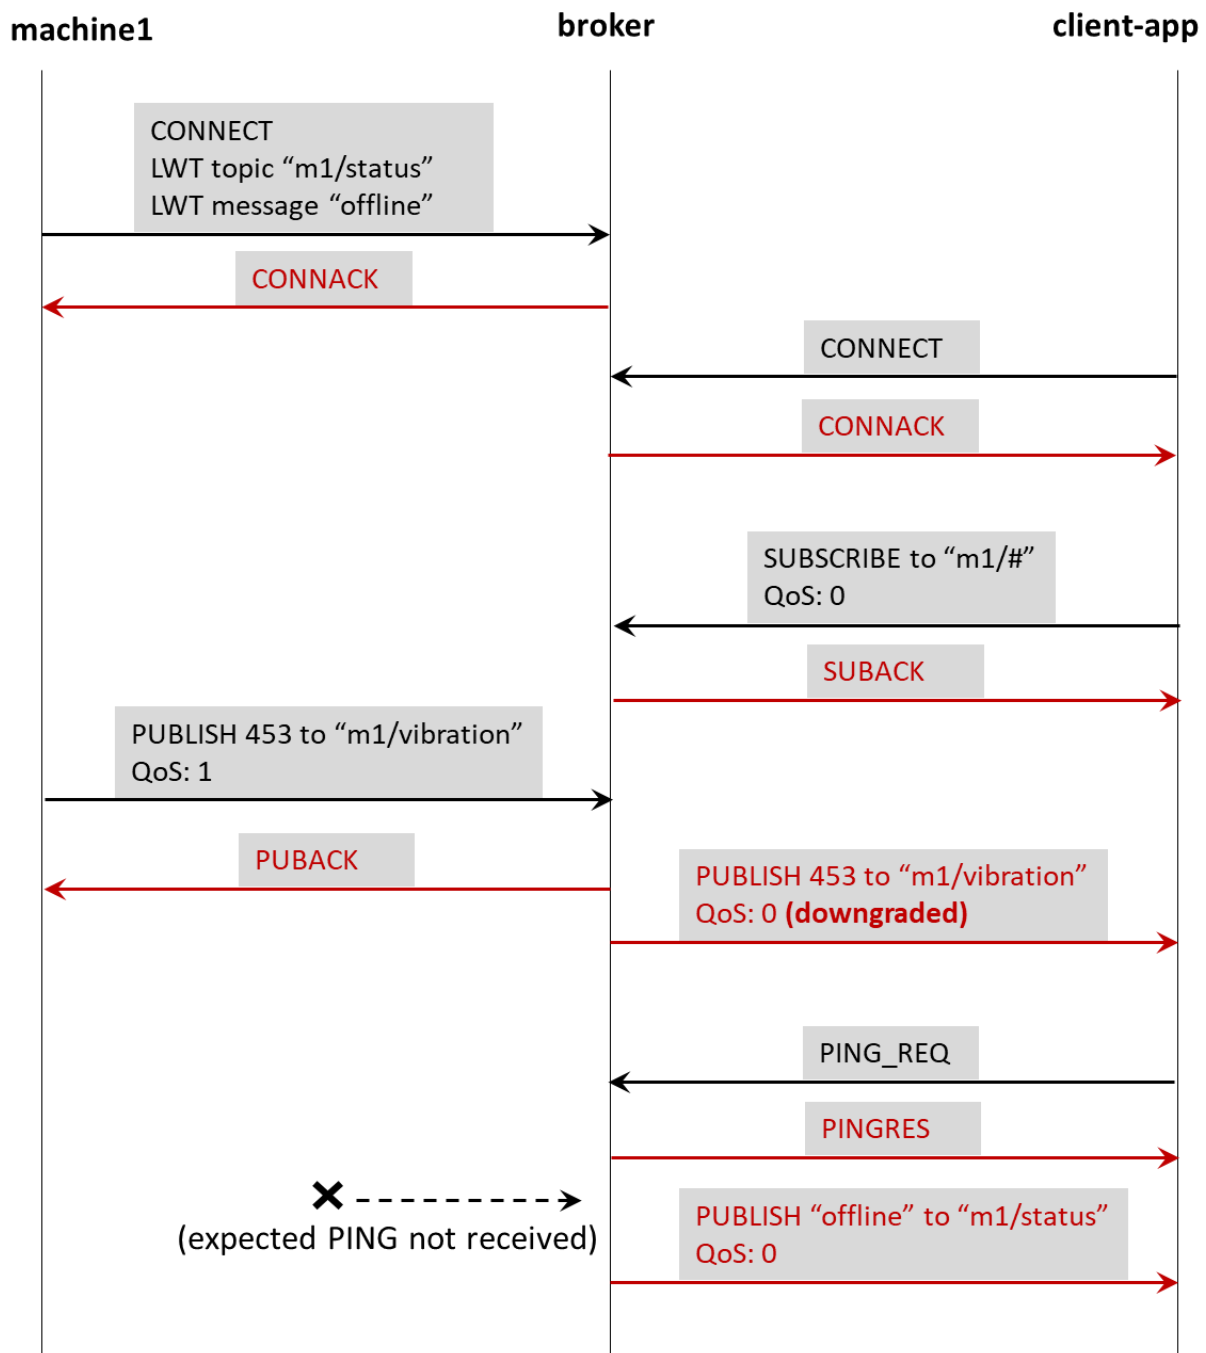 machine1
broker
client-app
CONNECT
LWT topic “m1/status”
LWT message “offline”
CONNACK
CONNECT
CONNACK
SUBSCRIBE to “m1/#”
QoS: 0
SUBACK
PUBLISH 453 to “m1/vibration”
QoS: 1
PUBACK
PUBLISH 453 to “m1/vibration”
QoS: 0 (downgraded)
PING_REQ
PINGRES
(expected PING not received)
PUBLISH “offline” to “m1/status”
QoS: 0